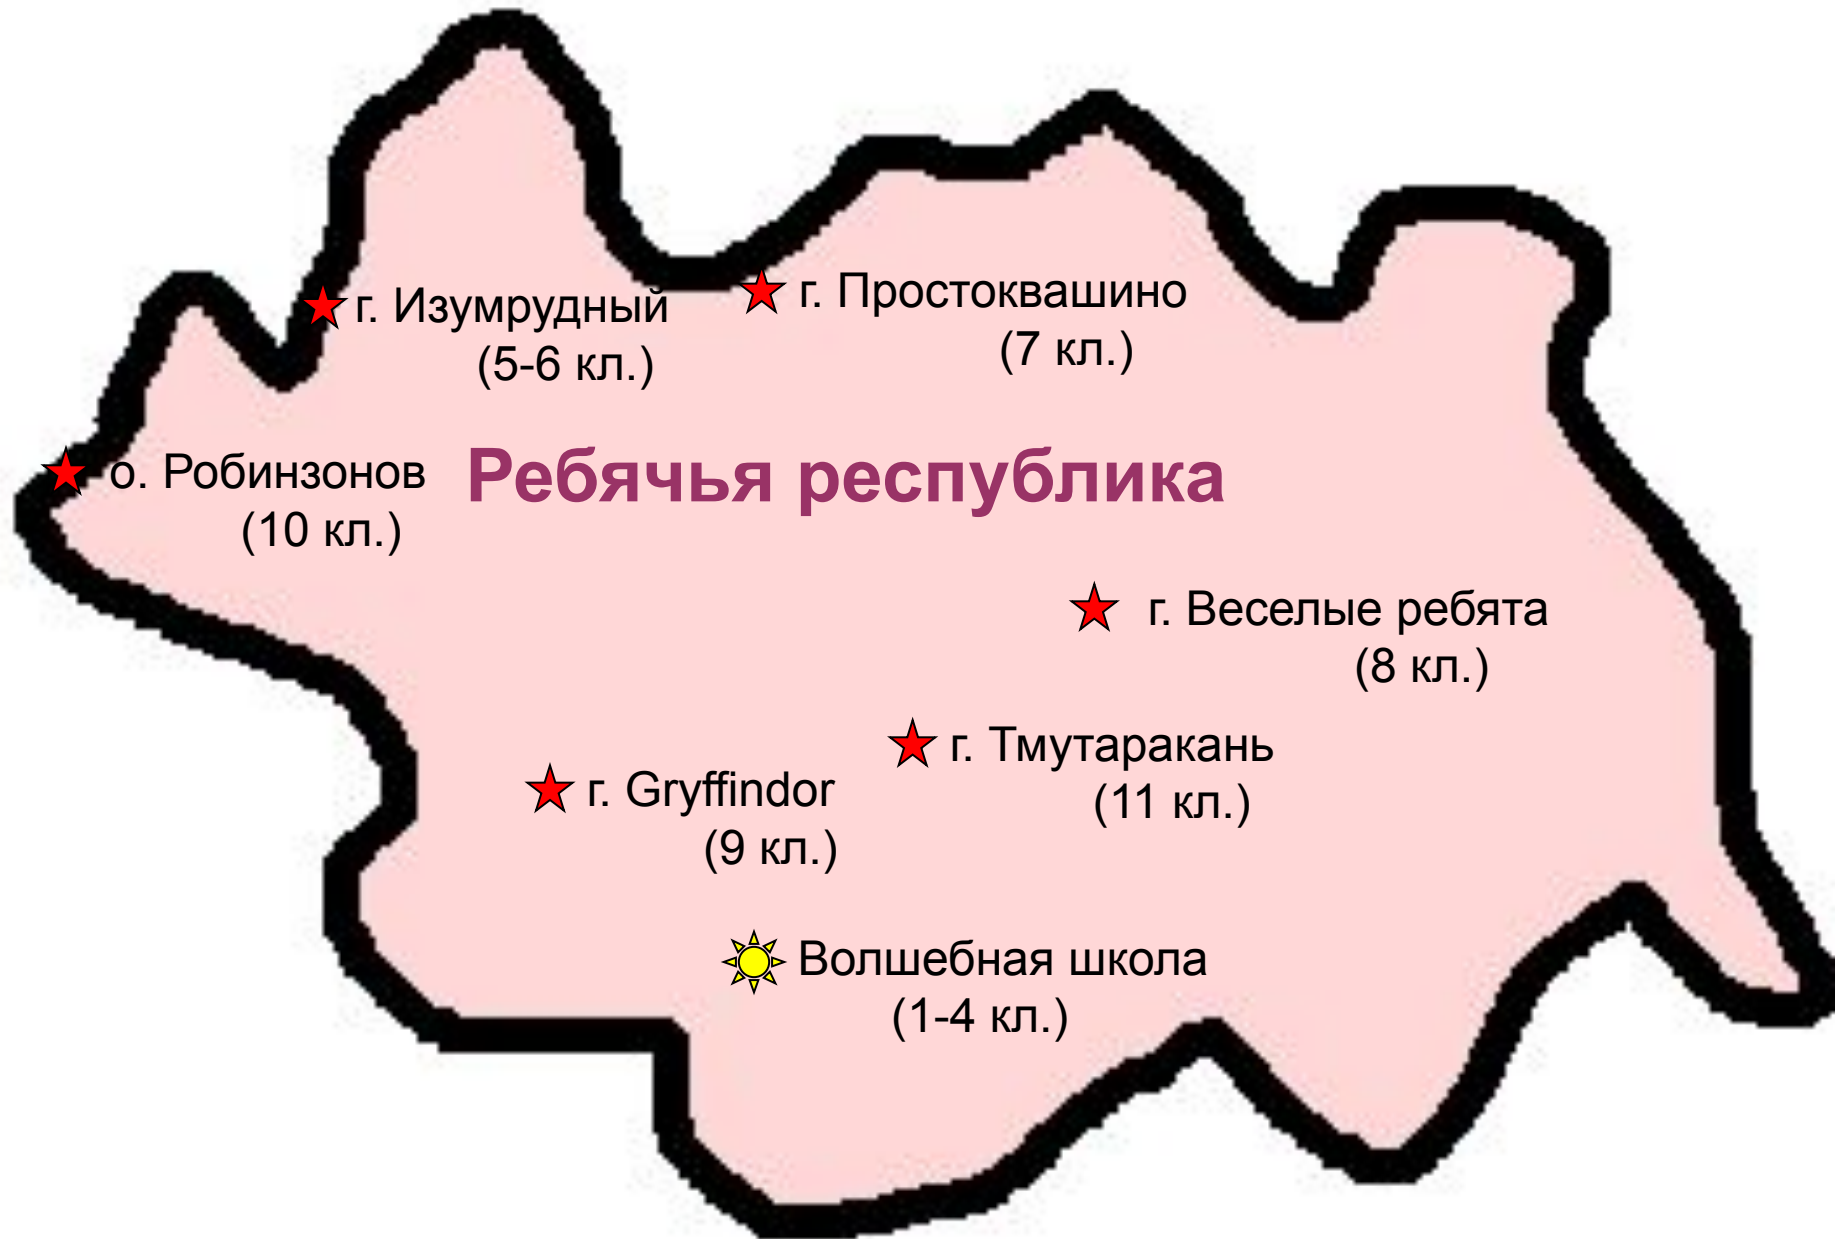 г. Изумрудный
(5-6 кл.)
г. Простоквашино
(7 кл.)
о. Робинзонов
(10 кл.)
Ребячья республика
г. Веселые ребята
(8 кл.)
г. Тмутаракань
(11 кл.)
г. Gryffindor
(9 кл.)
Волшебная школа
(1-4 кл.)